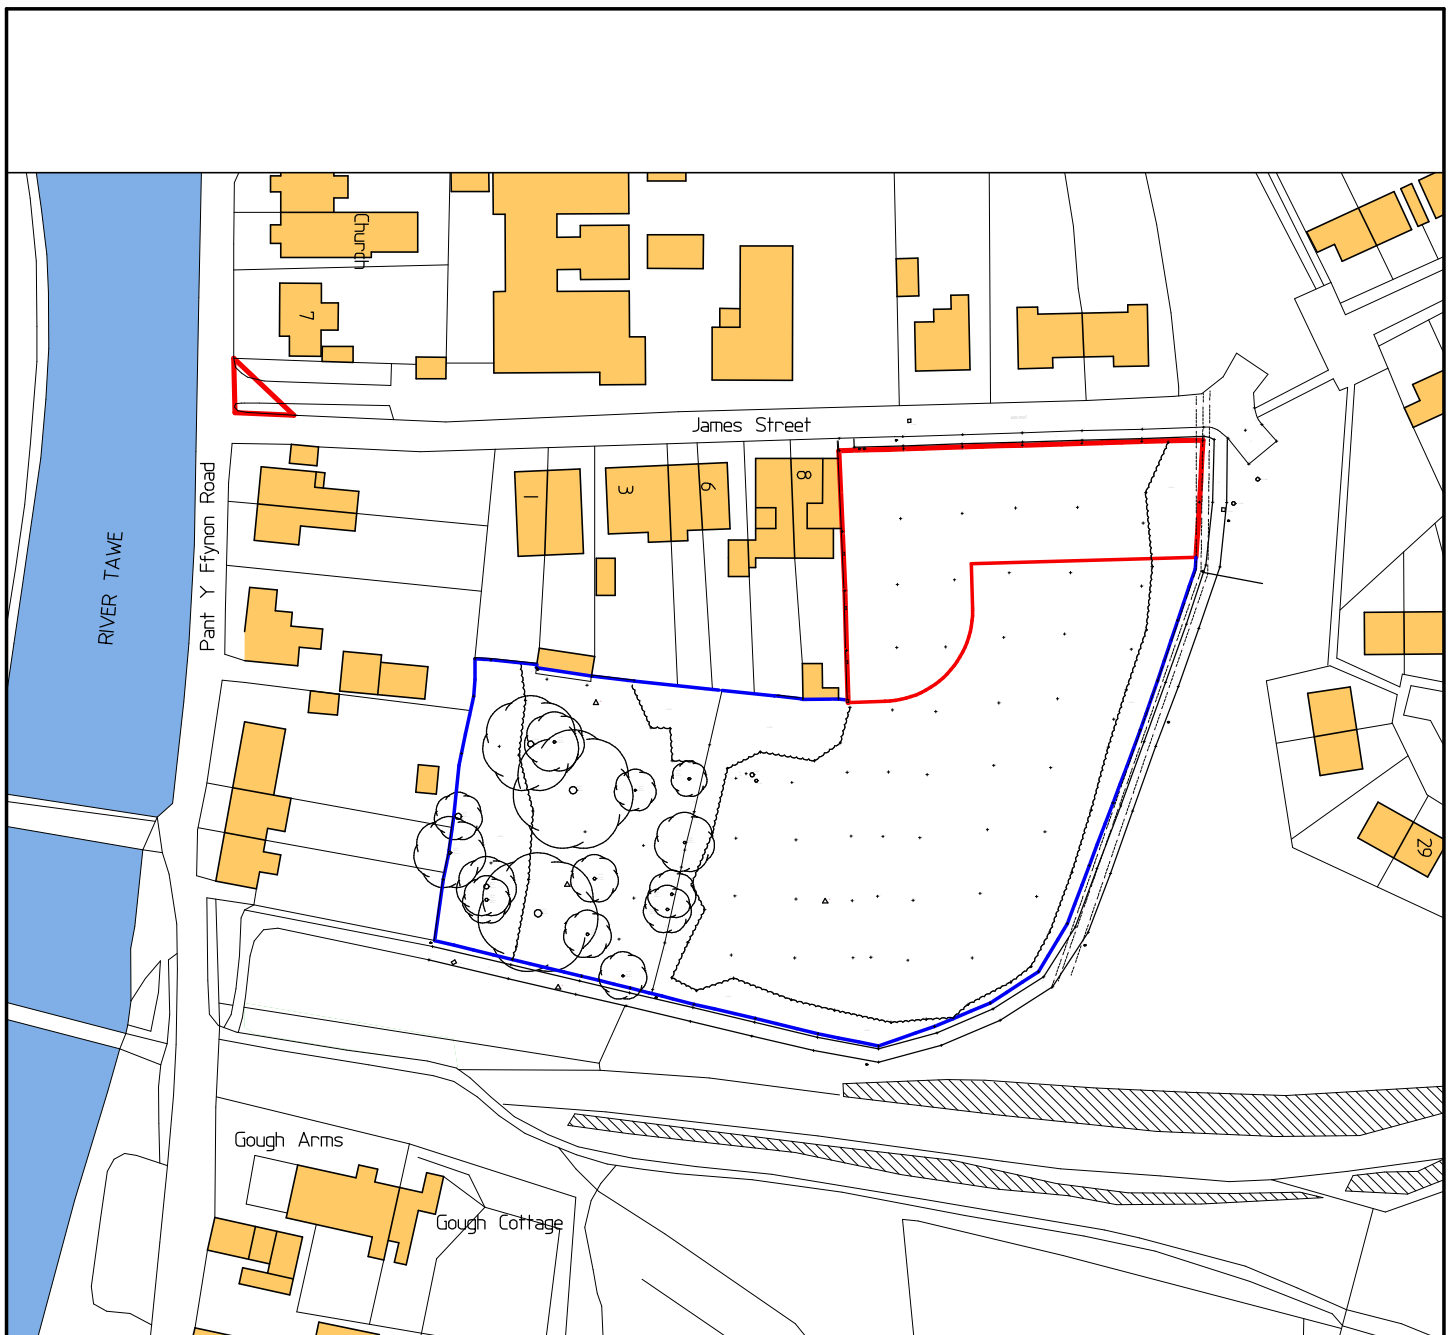 Church
7
James Street
Pant Y Ffynon Road
1
3
6
8
RIVER TAWE
29
Gough Arms
Gough Cottage